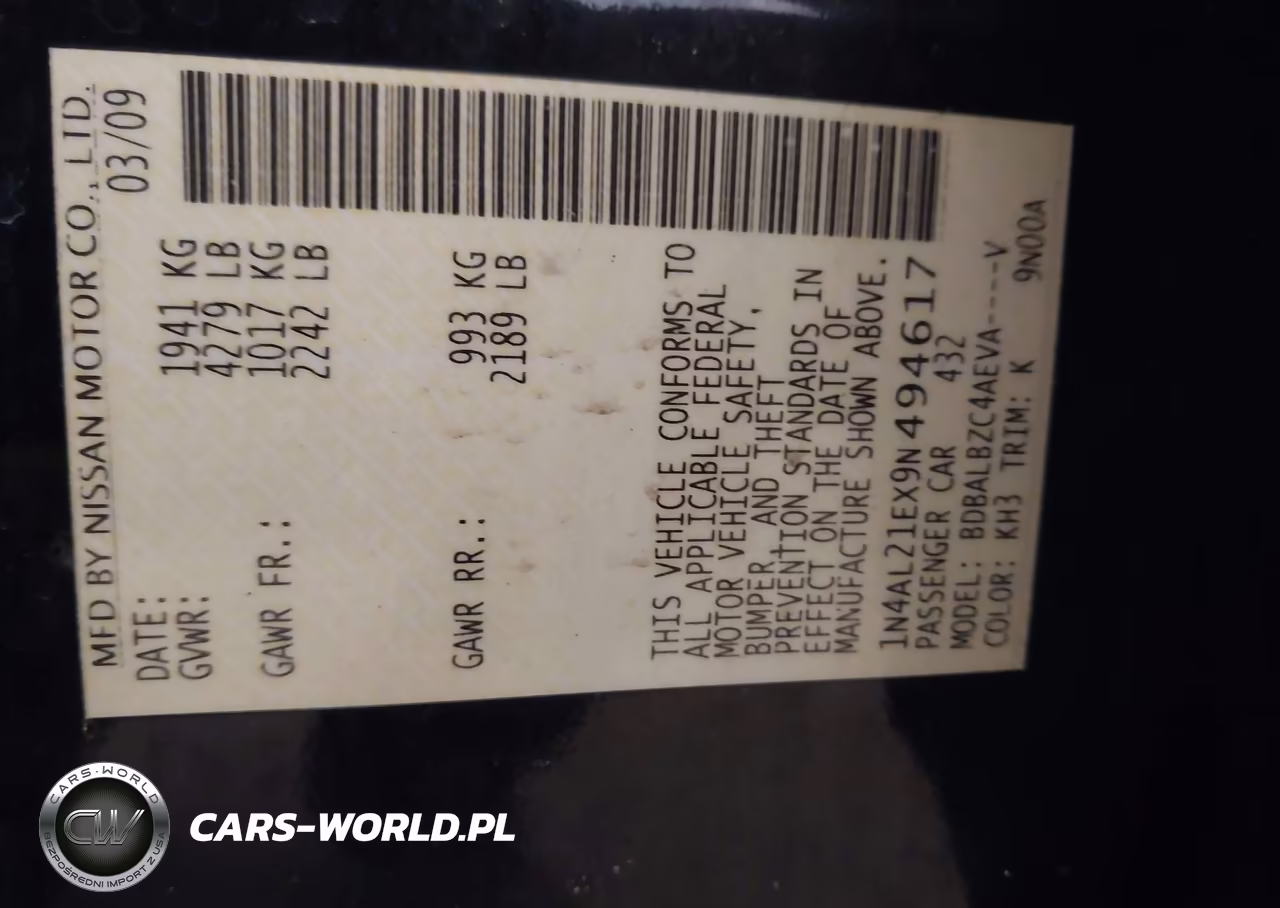 MFD BY NISSAN MOTOR CO., LTD.
DATE: 03/09
GVWR: 1941 KG
4279 LB
GAWR FR.: 1017 KG
2242 LB
GAWR RR.: 993 KG
2189 LB
THIS VEHICLE CONFORMS TO
ALL APPLICABLE FEDERAL
MOTOR VEHICLE SAFETY,
BUMPER AND THEFT
PREVENTION STANDARDS IN
EFFECT ON THE DATE OF
MANUFACTURE SHOWN ABOVE.
1N4AL21EX9N494617
PASSENGER CAR 432
MODEL: BDBALBZC4AEVA----V
COLOR: KH3 TRIM: K 9N00A
CARS-WORLD
CW
BEZPOŚREDNI IMPORT Z USA
CARS-WORLD.PL